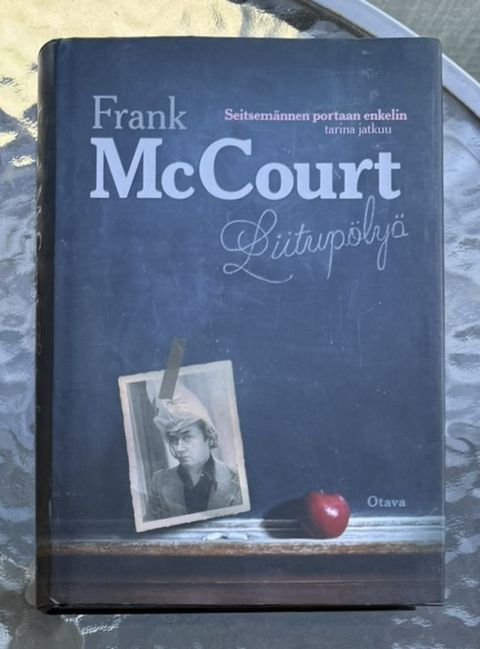 Frank
Seitsemännen portaan enkelin
tarina jatkuu
McCourt
Liitupölyä
Otava